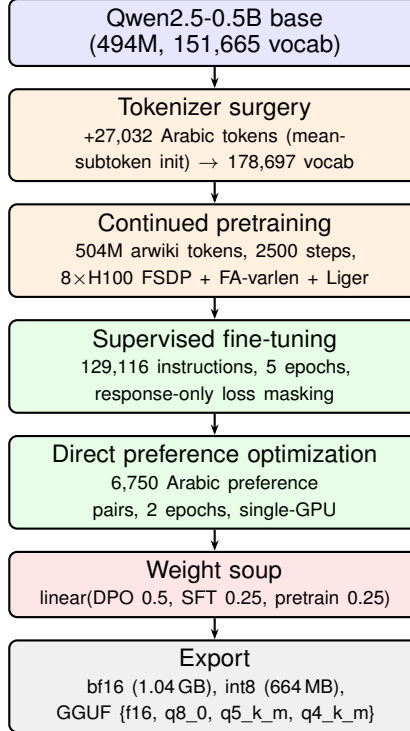 Qwen2.5-0.5B base
(494M, 151,665 vocab)
Tokenizer surgery
+27,032 Arabic tokens (mean-
subtoken init) → 178,697 vocab
Continued pretraining
504M arwiki tokens, 2500 steps,
8×H100 FSDP + FA-varlen + Liger
Supervised fine-tuning
129,116 instructions, 5 epochs,
response-only loss masking
Direct preference optimization
6,750 Arabic preference
pairs, 2 epochs, single-GPU
Weight soup
linear(DPO 0.5, SFT 0.25, pretrain 0.25)
Export
bf16 (1.04 GB), int8 (664 MB),
GGUF {f16, q8_0, q5_k_m, q4_k_m}